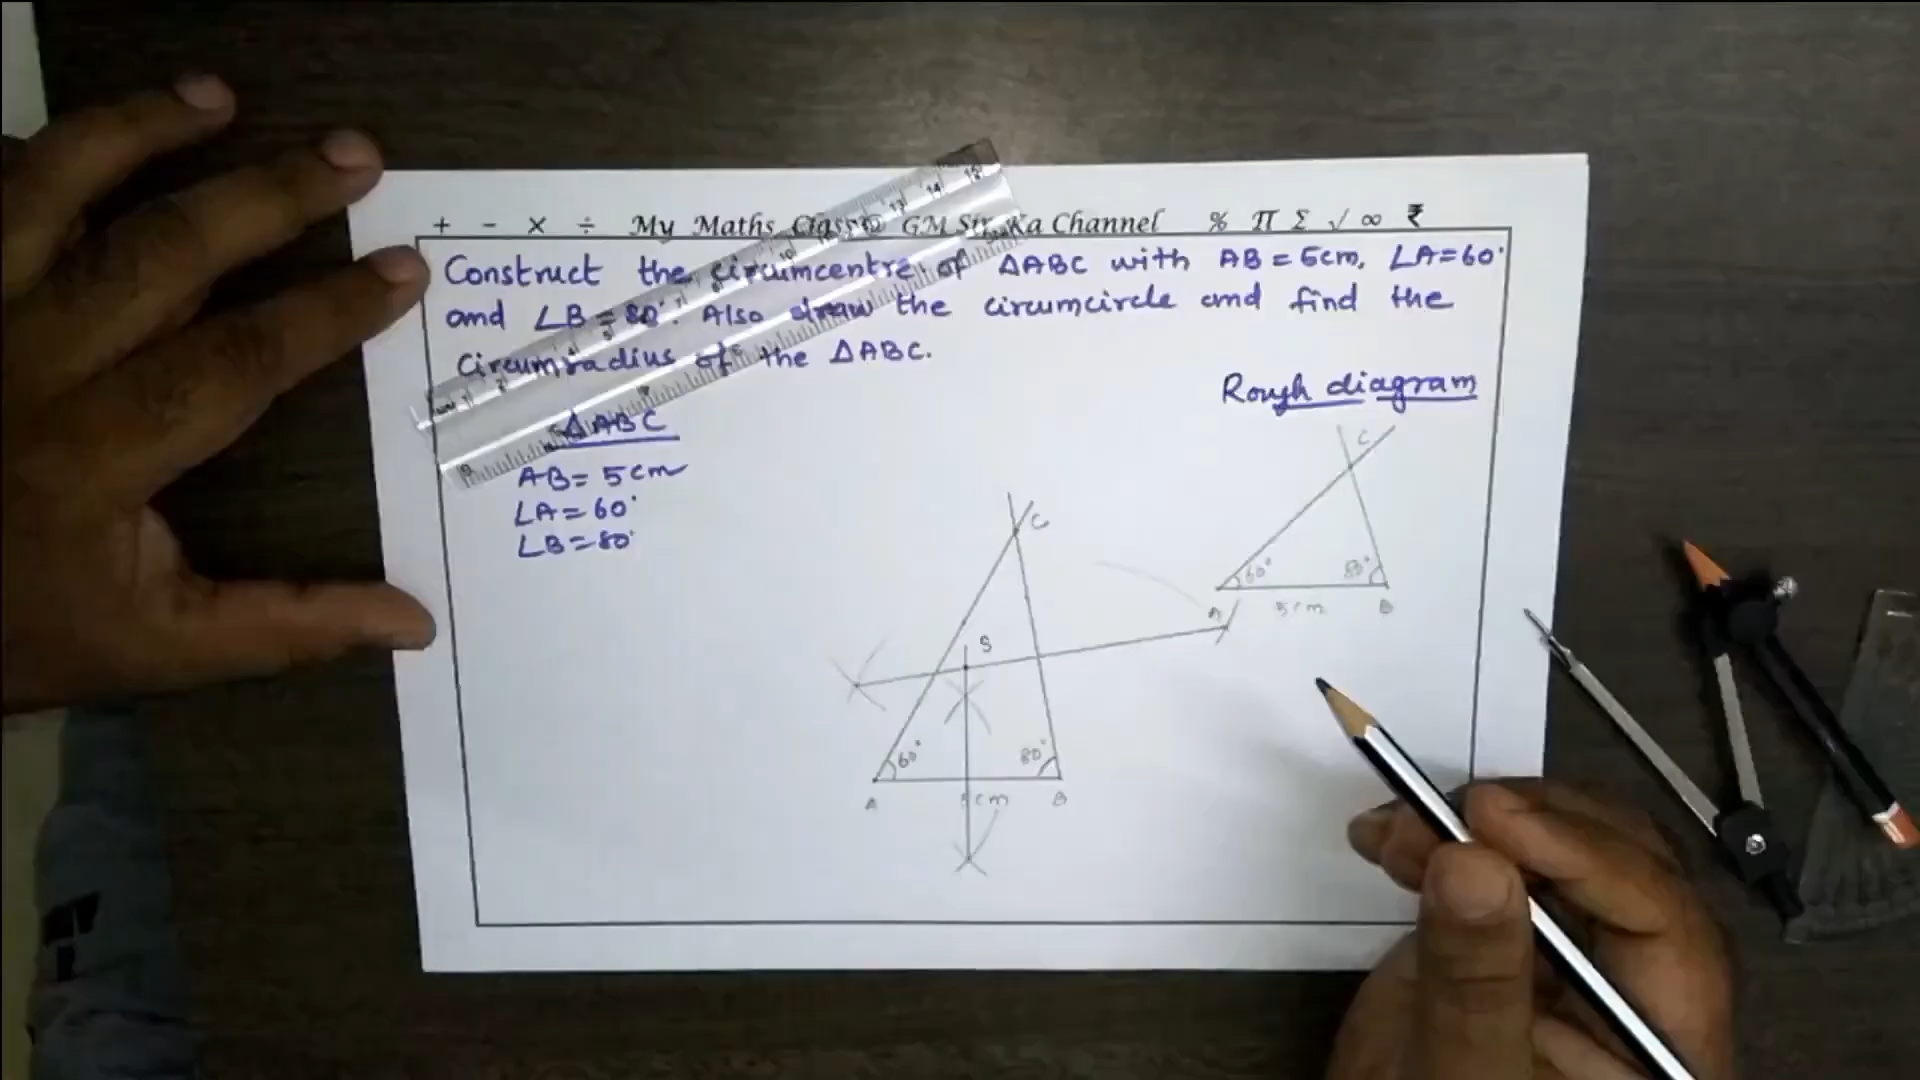 + - × ÷ My Maths Class GM Sir Ka Channel % Π Σ √ ∞ ₹
Construct the circumcentre of ΔABC with AB = 5cm, ∠A=60°
and ∠B = 80°. Also draw the circumcircle and find the
Circumradius of the ΔABC.
Rough diagram
ΔABC
AB = 5cm
∠A = 60°
∠B = 80°
C
60° 80°
A 5cm B
C
S
60° 80°
A 5cm B